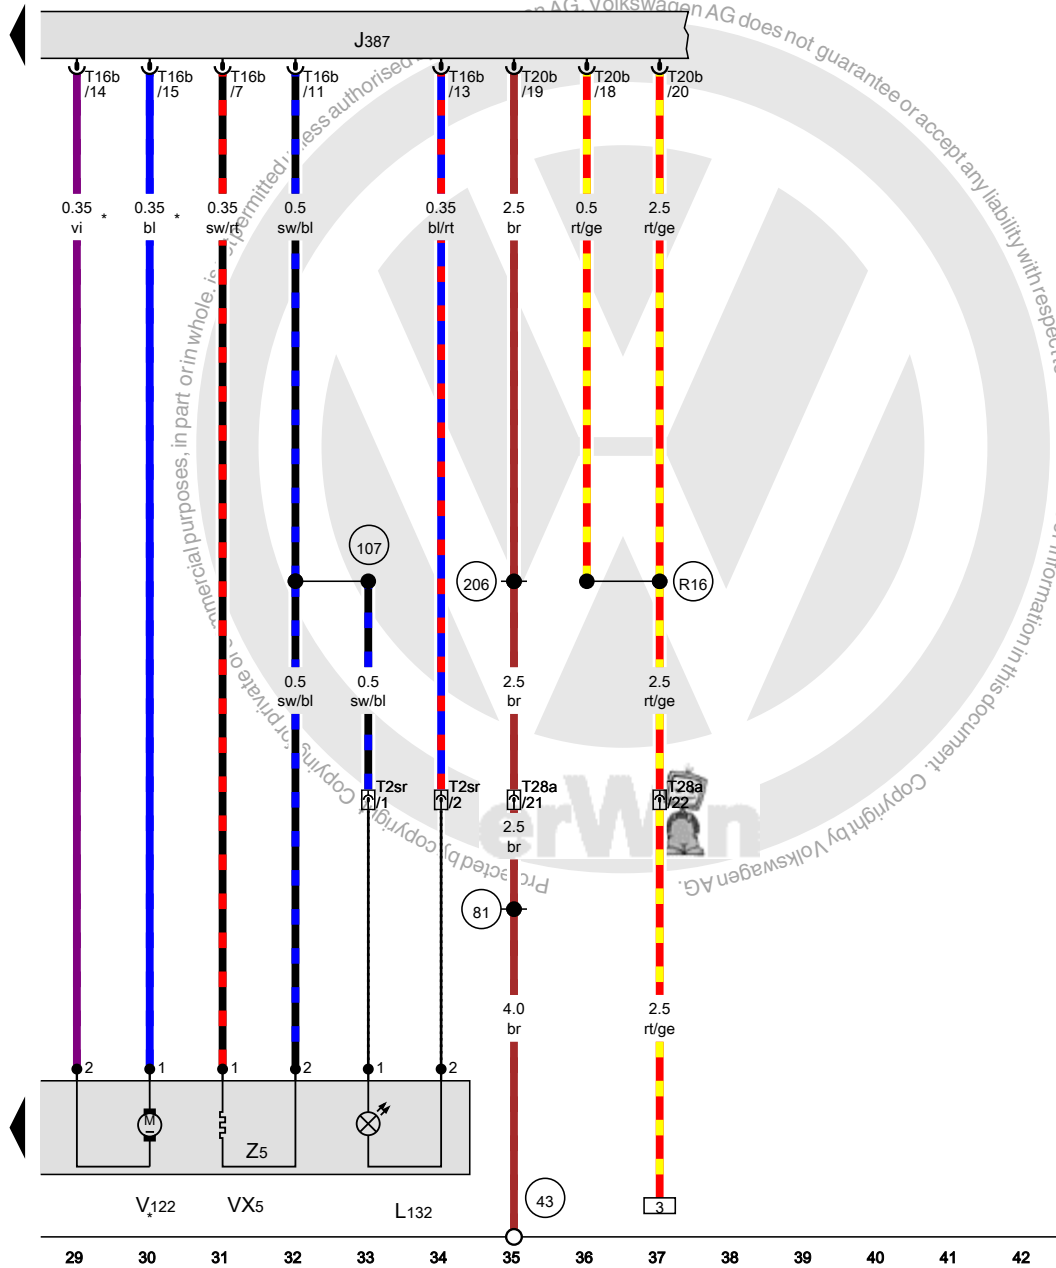 AG. Volkswagen AG does not guarantee or accept any liability with respect to
J387
T16b T16b T16b T16b T16b T20b T20b T20b
/14 /15 /7 /11 /13 /19 /18 /20
0.35 * 0.35 * 0.35 0.5 0.35 2.5 0.5 2.5
vi bl sw/rt sw/bl bl/rt br rt/ge rt/ge
107
206
R16
0.5 0.5 2.5 2.5
sw/bl sw/bl br rt/ge
T2sr T2sr T28a T28a
/1 /2 /21 /22
2.5
br
erWin
81
4.0 2.5
br rt/ge
2 1 1 2 1 2
M
Z5
V122 VX5 L132
*
43
3
29 30 31 32 33 34 35 36 37 38 39 40 41 42
permitted unless authorised
commercial purposes, in part or in whole, is
Protected by copyright. Copying for private or
information in this document. Copyright by Volkswagen AG.